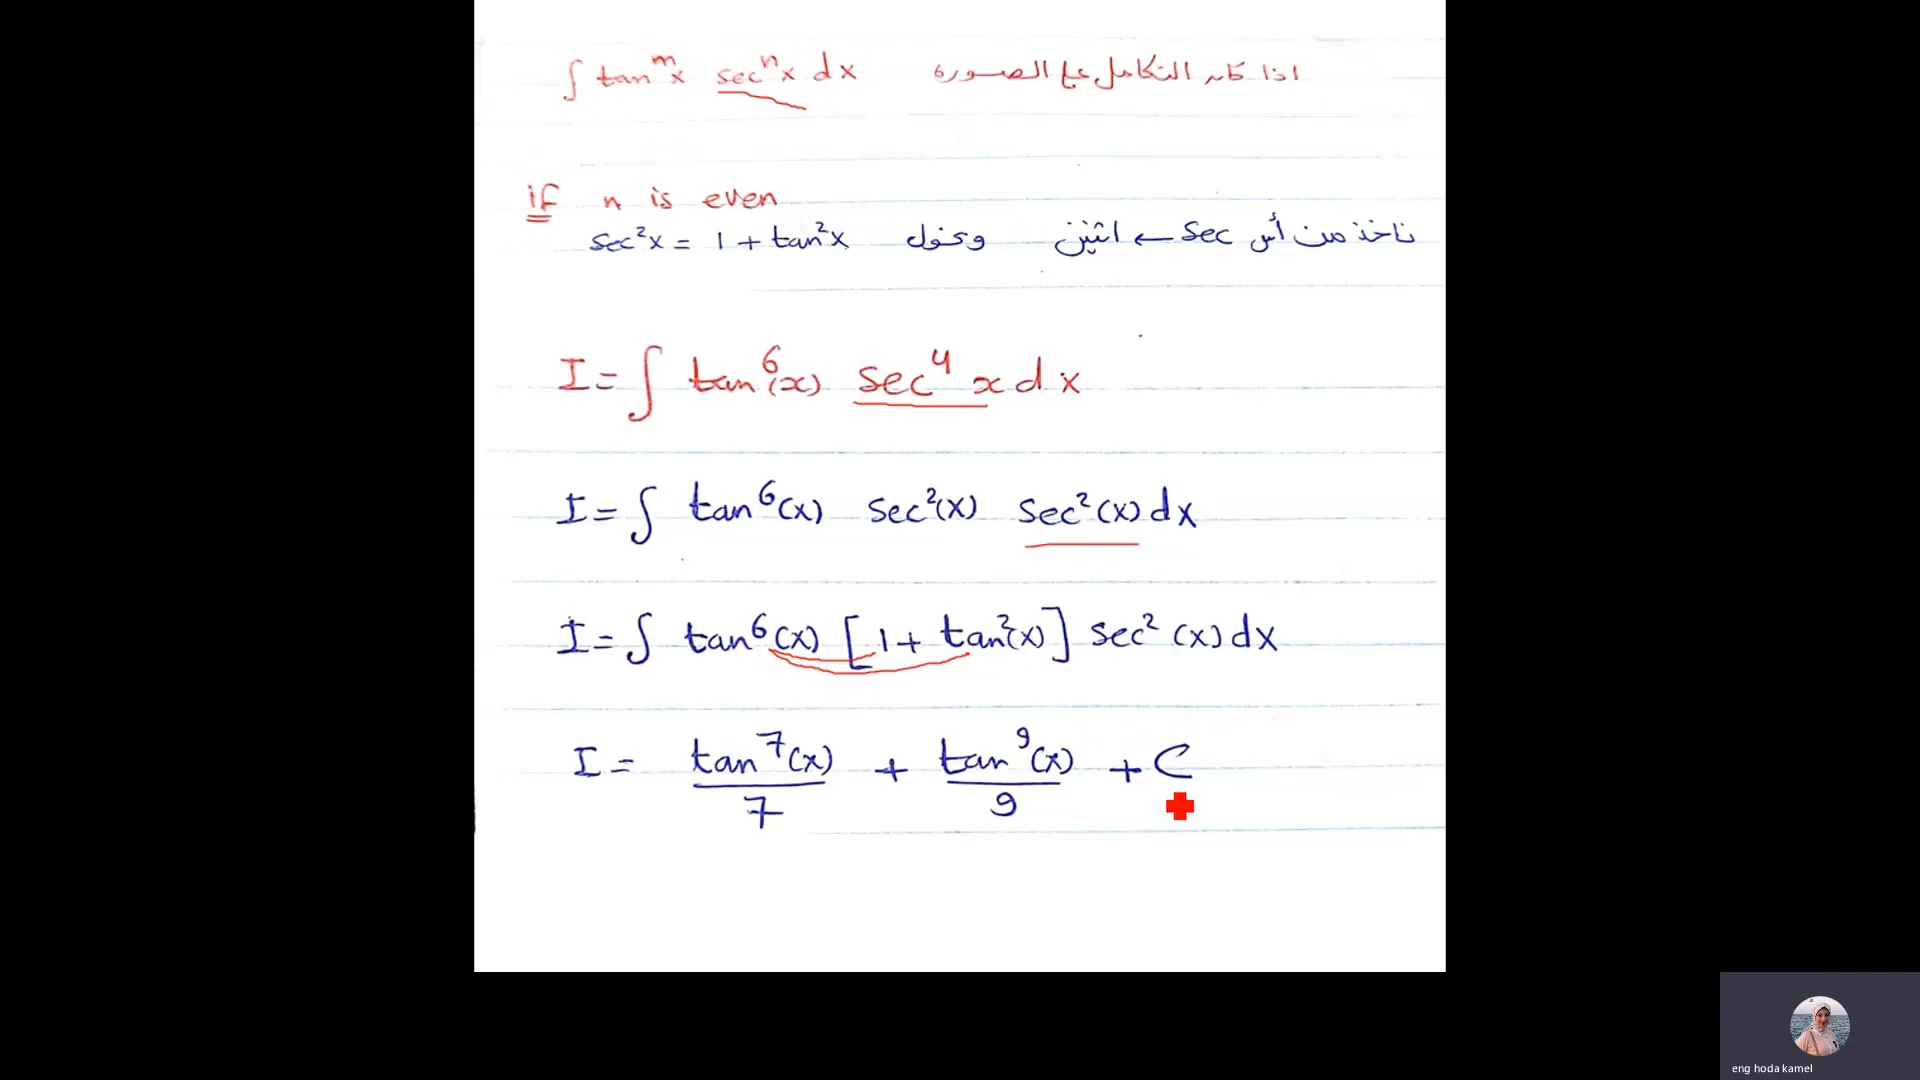 ∫ tan^m x sec^n x dx اذا كان التكامل على الصورة
if n is even
ناخذ من أس sec ← اثنين ونحول sec²x = 1 + tan²x
I = ∫ tan⁶(x) sec⁴ x dx
I = ∫ tan⁶(x) sec²(x) sec²(x) dx
I = ∫ tan⁶(x) [1 + tan²(x)] sec²(x) dx
I = tan⁷(x)/7 + tan⁹(x)/9 + C
eng hoda kamel